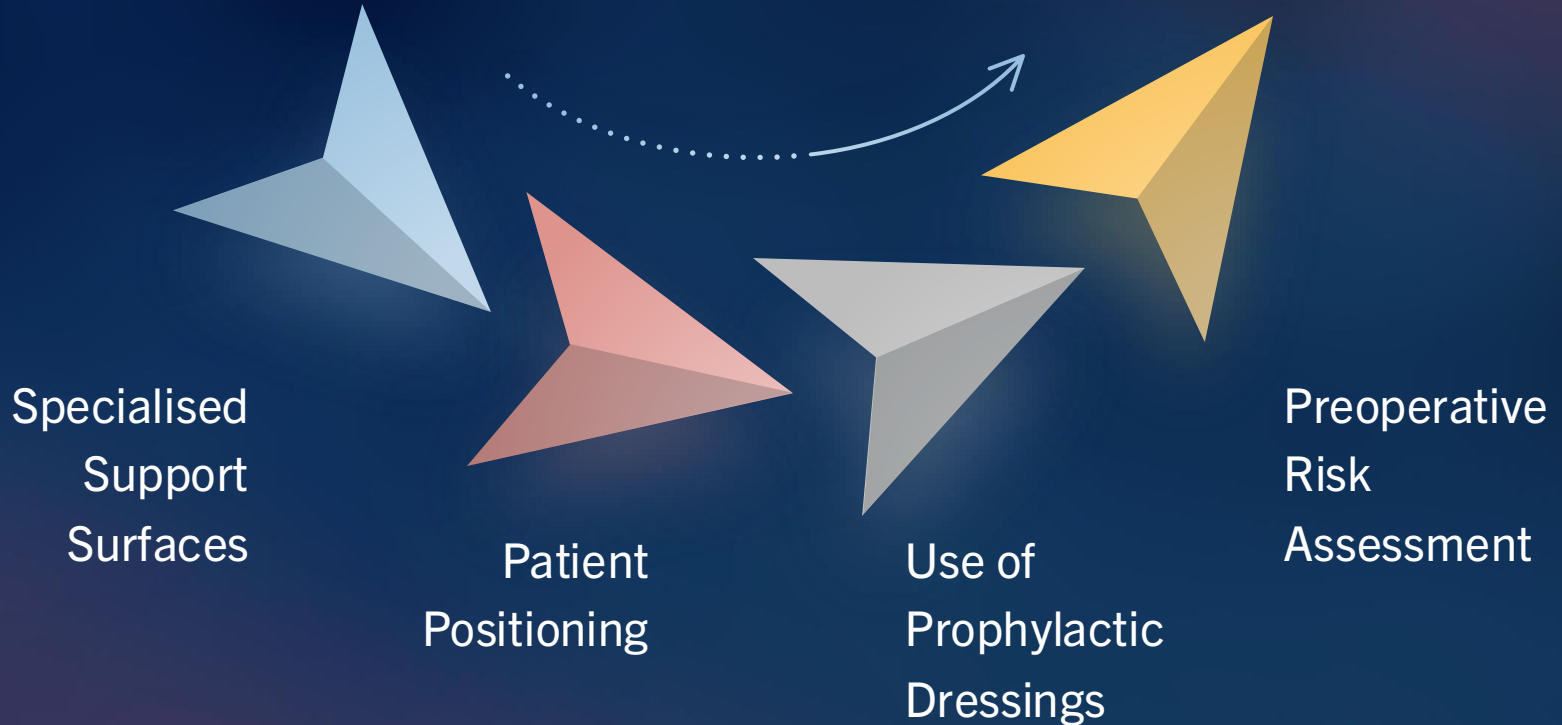 Specialised
Support
Surfaces
Patient
Positioning
Use of
Prophylactic
Dressings
Preoperative
Risk
Assessment